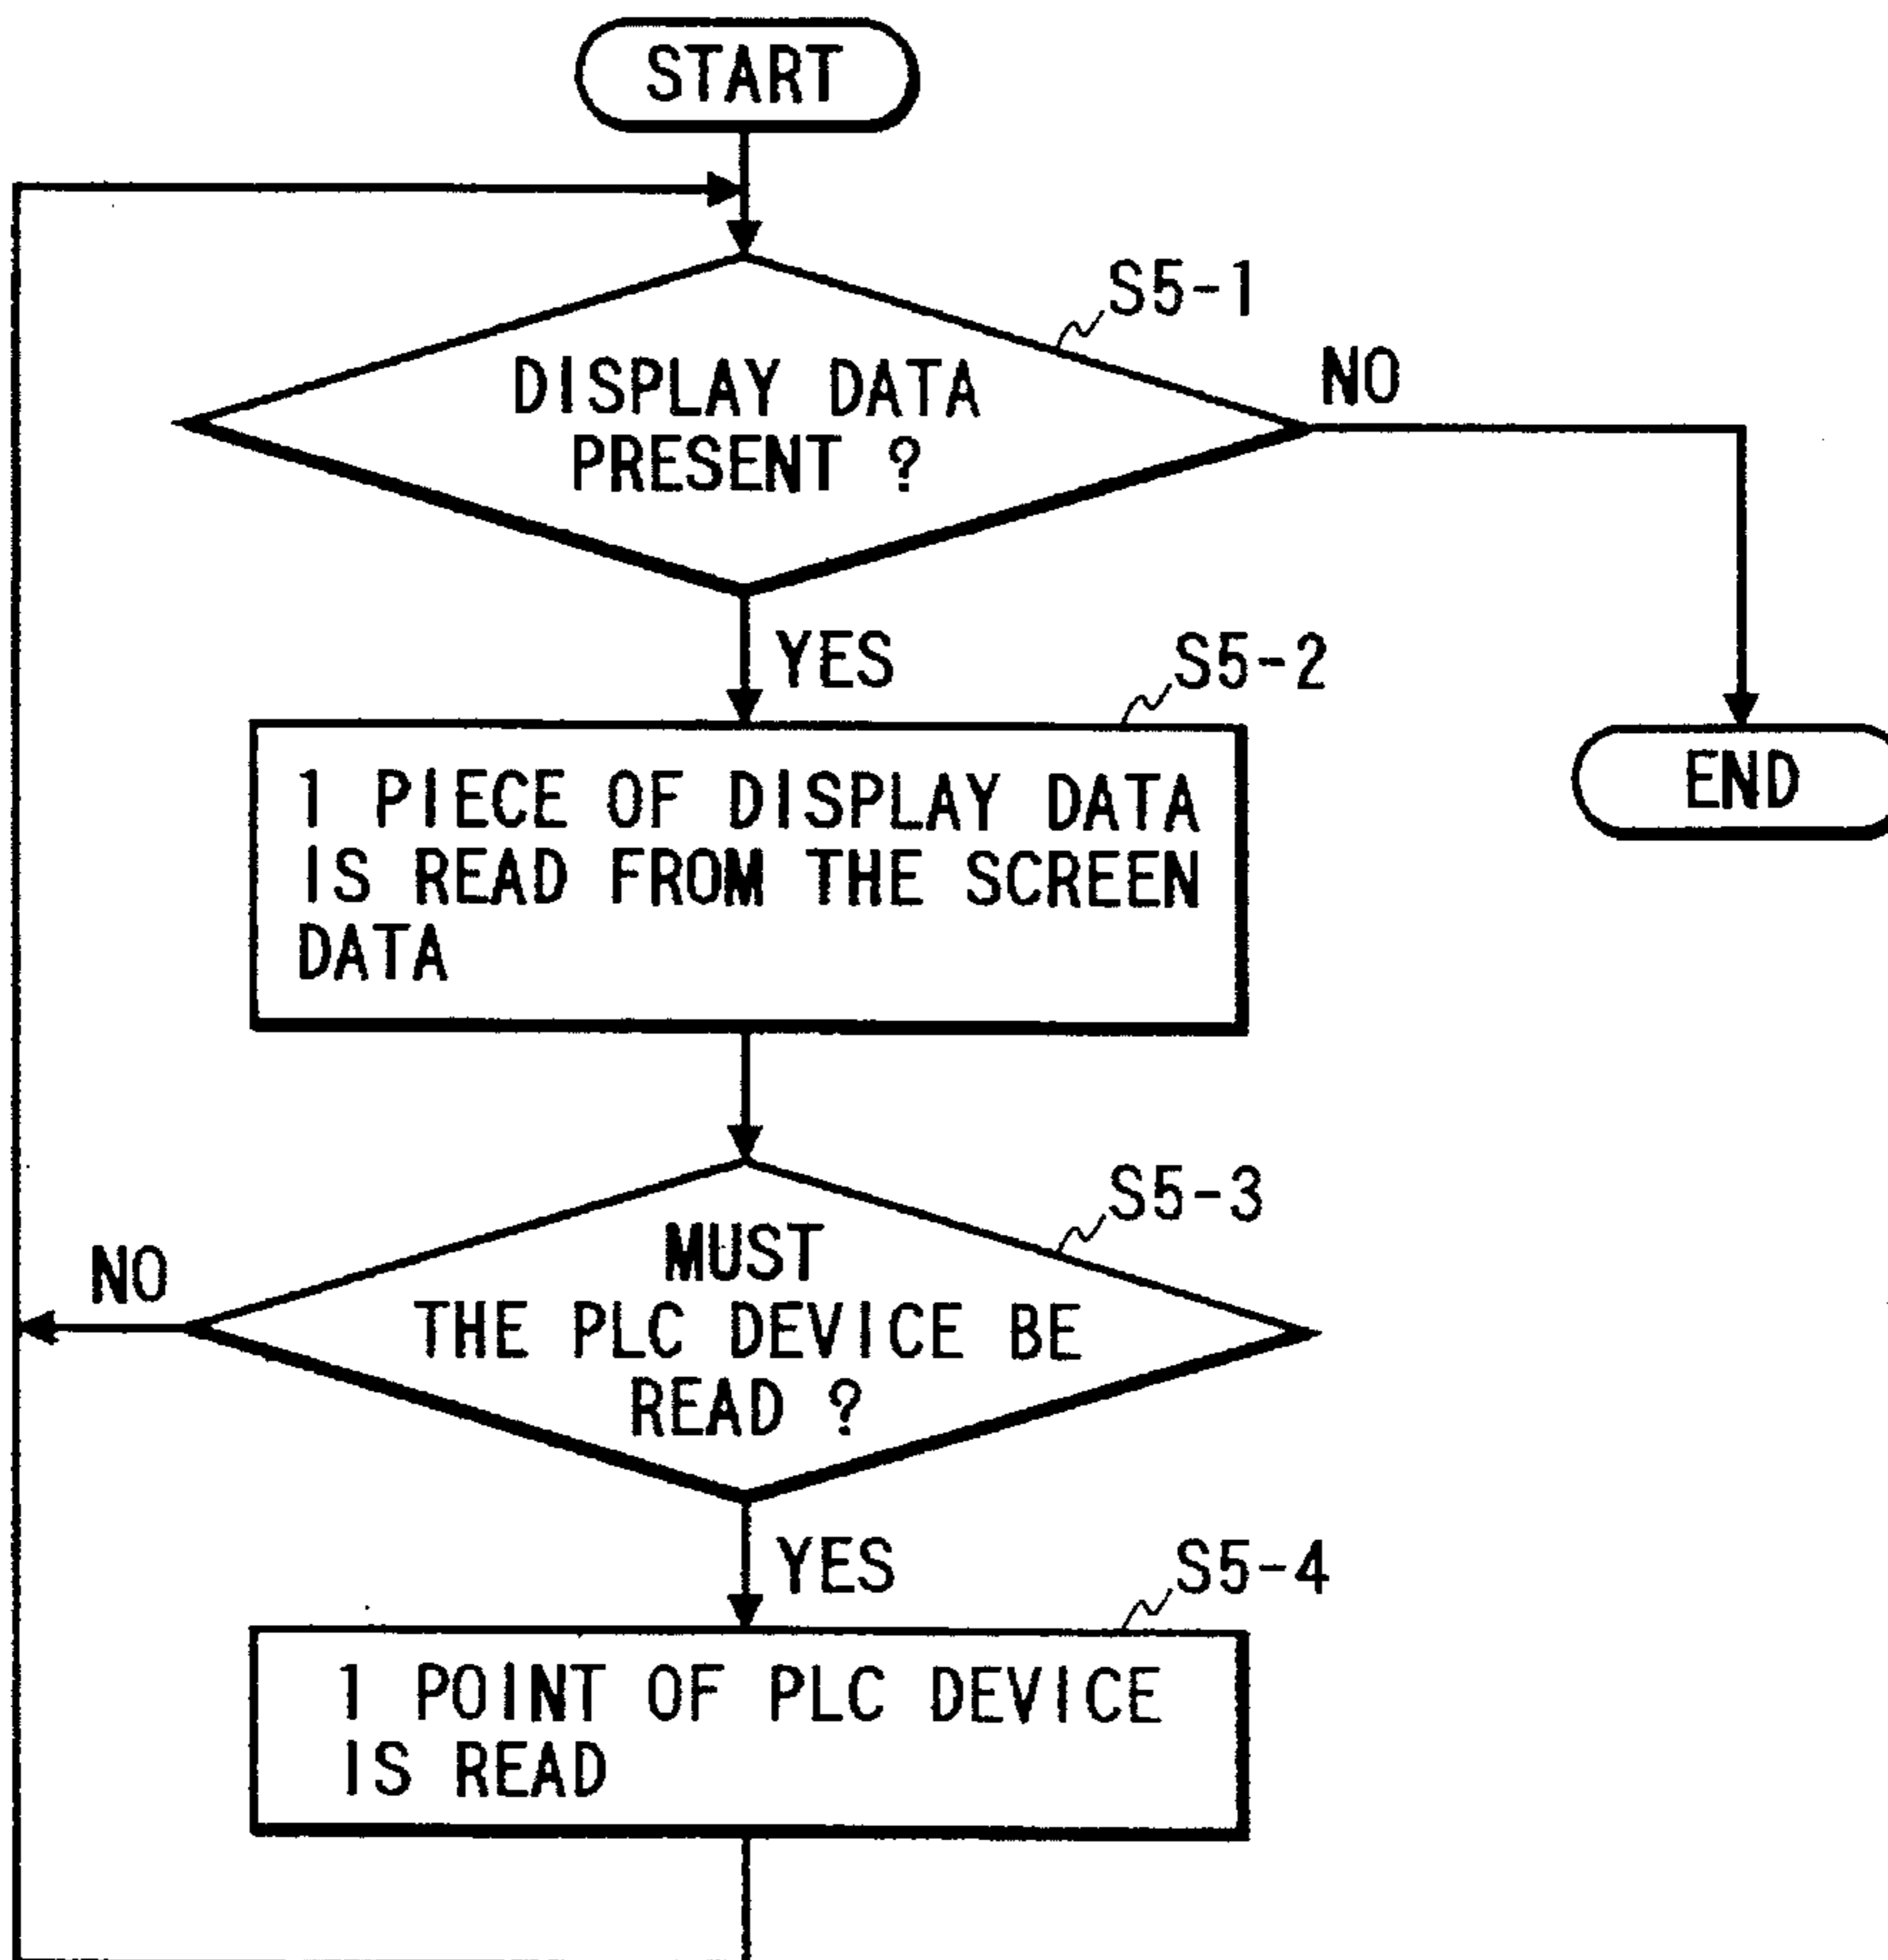 START
S5-1
DISPLAY DATA
PRESENT ?
NO
YES
S5-2
1 PIECE OF DISPLAY DATA
IS READ FROM THE SCREEN
DATA
END
S5-3
MUST
THE PLC DEVICE BE
READ ?
NO
YES
S5-4
1 POINT OF PLC DEVICE
IS READ